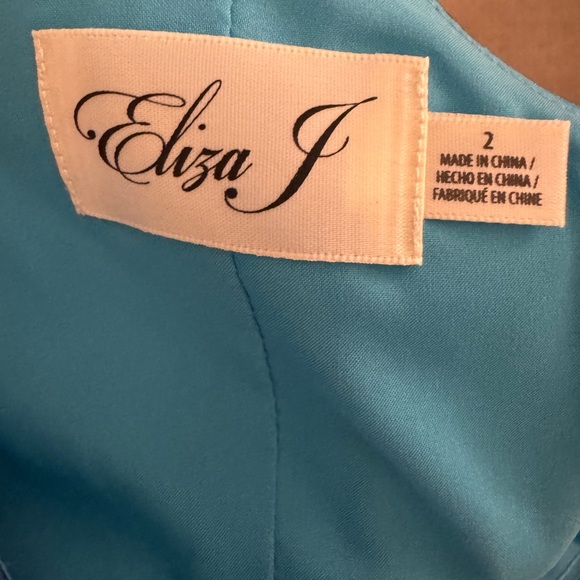 Eliza J
2
MADE IN CHINA /
HECHO EN CHINA /
FABRIQUÉ EN CHINE